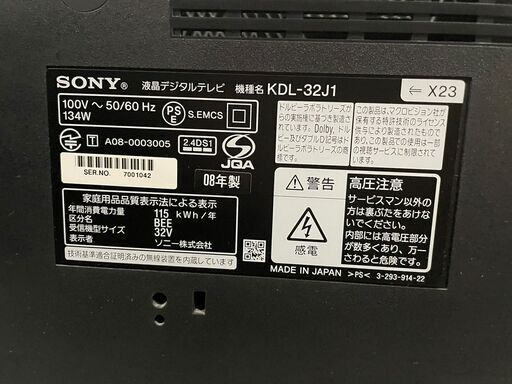 SONY® 液晶デジタルテレビ 機種名 KDL-32J1
⇐ X23
100V～50/60 Hz
134W
PS
E
S.EMCS
T A08-0003005 2.4DS1
JQA
SER.NO. 7001042
08年製
家庭用品品質表示法による表示
年間消費電力量 115 kWh/年
区分名 BEE
受信機型サイズ 32V
表示者 ソニー株式会社
技術基準適合証明済みの無線装置を内蔵しています
ドルビーラボラトリーズか
らの実施権に基づき製造さ
れています。Dolby、ドル
ビー及びダブルD記号はド
ルビーラボラトリーズの商
標です。
この製品は、マクロビジョン社が
保有する特許技術のライセンス
供与により製造されたもので、
この製品での使用は一部の
視聴サービスに制限されて
います。
警告
感電
高圧注意
サービスマン以外の
方は裏ぶたをあけな
いでください。
内部には高電圧部分
が数多くあり、万一
さわると危険です。
MADE IN JAPAN >PS< 3-293-914-22